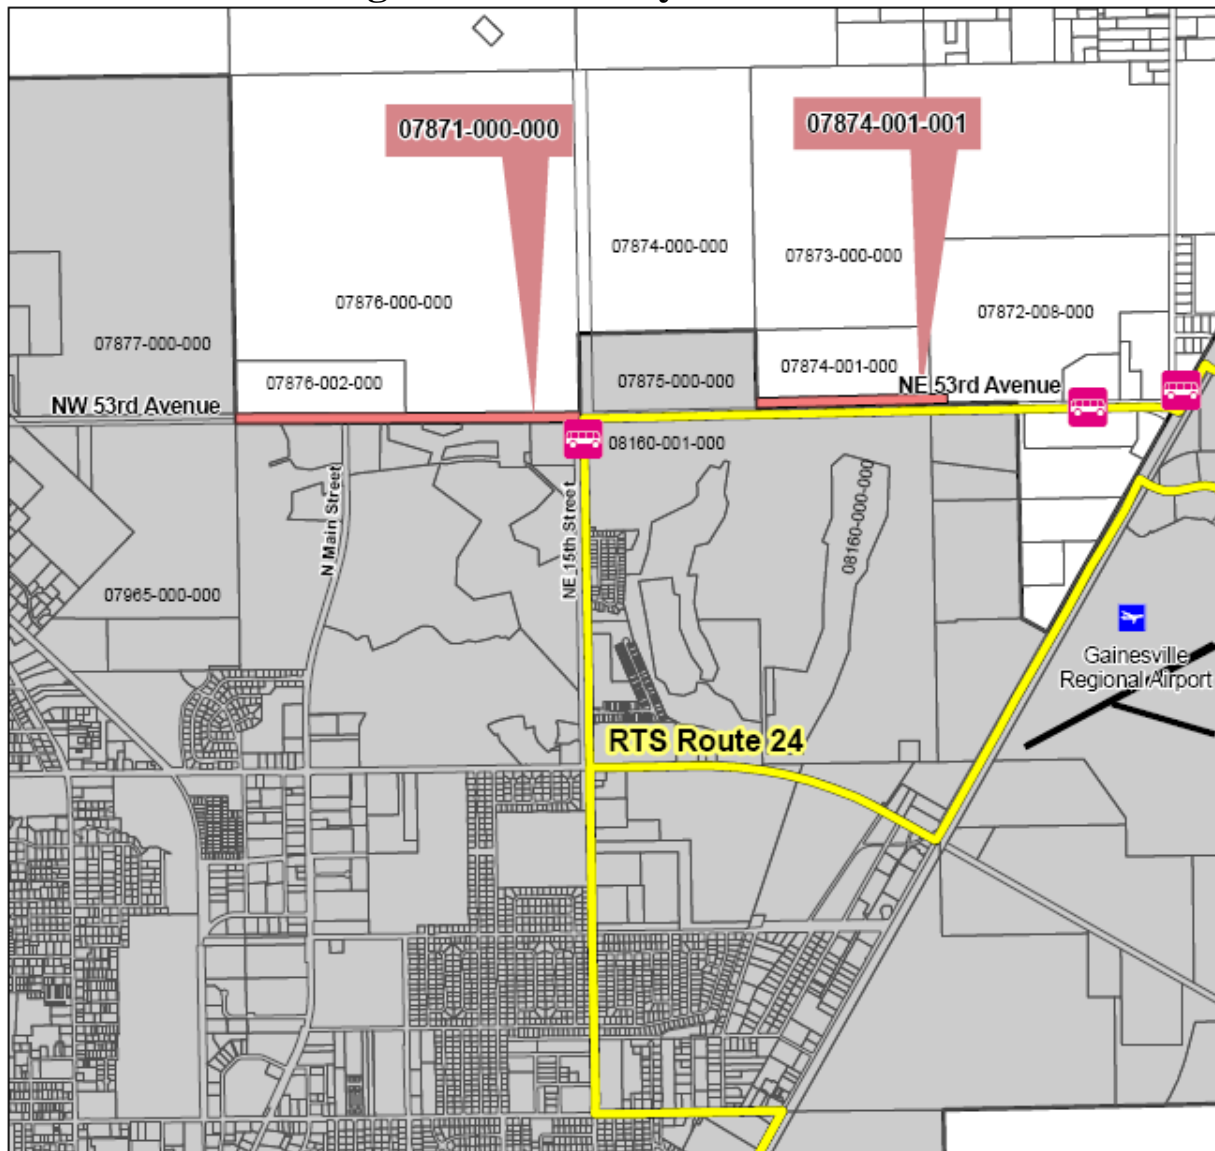 07871-000-000
07874-001-001
07874-000-000
07873-000-000
07876-000-000
07872-008-000
07877-000-000
07874-001-000
07876-002-000
07875-000-000
NE 53rd Avenue
NW 53rd Avenue
08160-001-000
N Main Street
NE 15th Street
08160-000-000
07965-000-000
Gainesville
Regional Airport
RTS Route 24